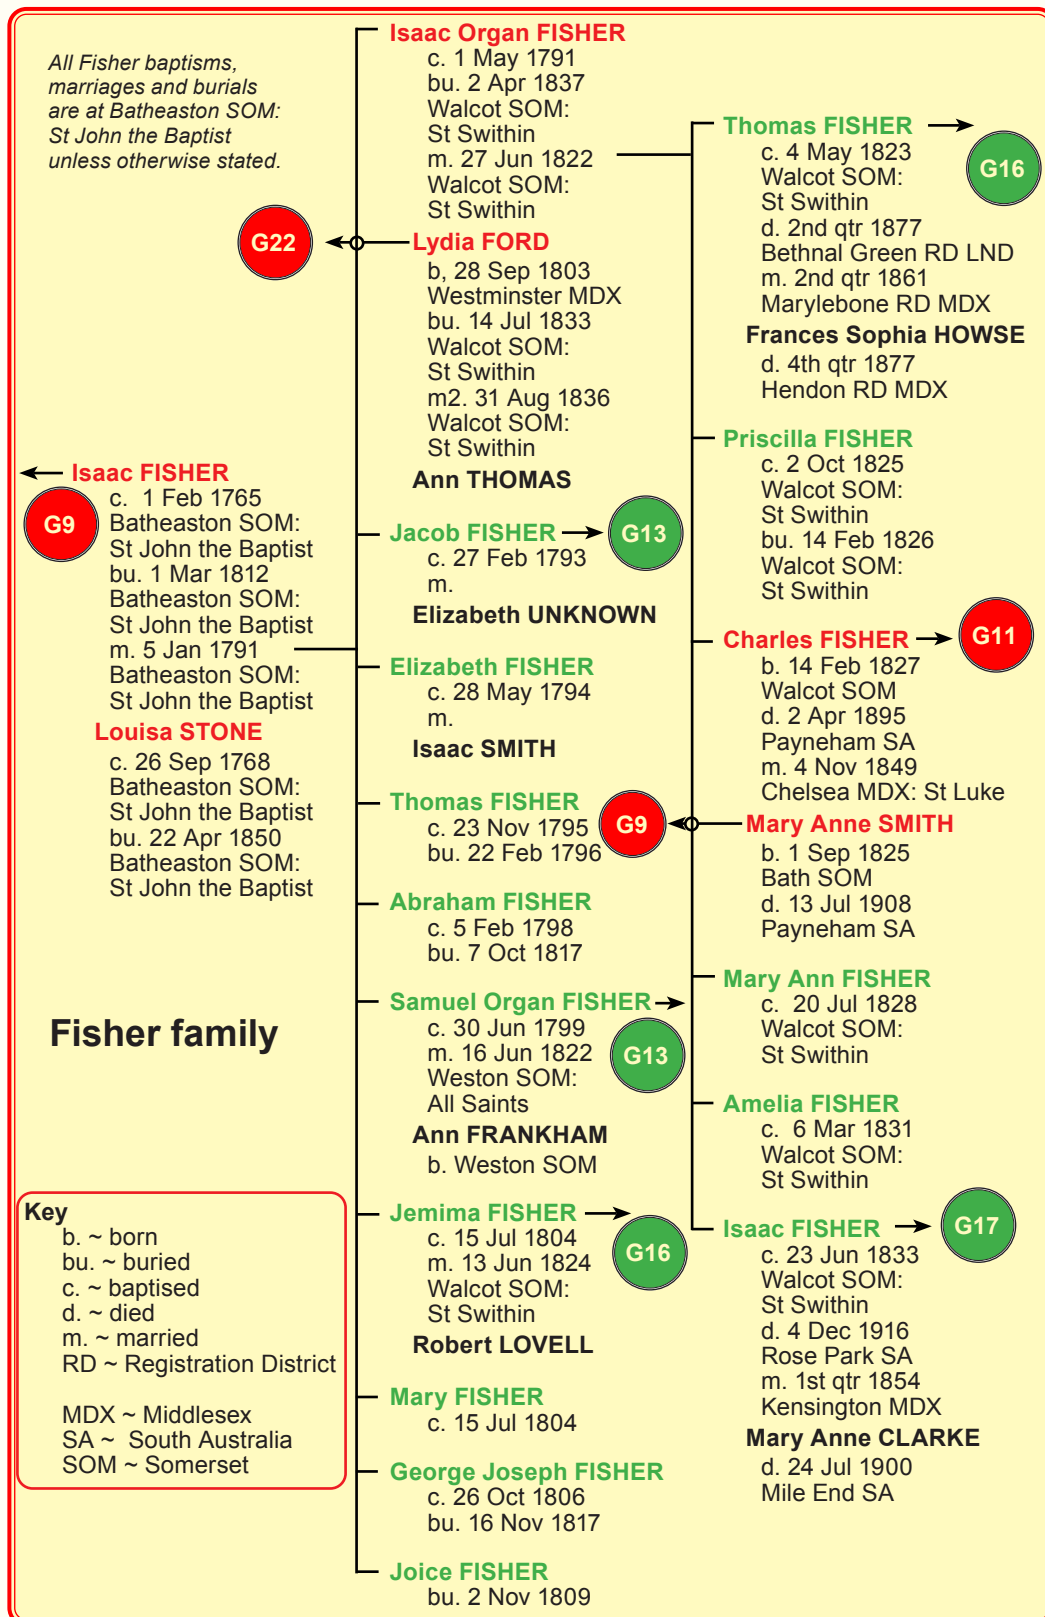 All Fisher baptisms,
marriages and burials
are at Batheaston SOM:
St John the Baptist
unless otherwise stated.
G22
G9
Isaac FISHER
c. 1 Feb 1765
Batheaston SOM:
St John the Baptist
bu. 1 Mar 1812
Batheaston SOM:
St John the Baptist
m. 5 Jan 1791
Batheaston SOM:
St John the Baptist
Louisa STONE
c. 26 Sep 1768
Batheaston SOM:
St John the Baptist
bu. 22 Apr 1850
Batheaston SOM:
St John the Baptist
Fisher family
Key
b. ~ born
bu. ~ buried
c. ~ baptised
d. ~ died
m. ~ married
RD ~ Registration District
MDX ~ Middlesex
SA ~ South Australia
SOM ~ Somerset
Isaac Organ FISHER
c. 1 May 1791
bu. 2 Apr 1837
Walcot SOM:
St Swithin
m. 27 Jun 1822
Walcot SOM:
St Swithin
Lydia FORD
b, 28 Sep 1803
Westminster MDX
bu. 14 Jul 1833
Walcot SOM:
St Swithin
m2. 31 Aug 1836
Walcot SOM:
St Swithin
Ann THOMAS
Jacob FISHER
G13
c. 27 Feb 1793
m.
Elizabeth UNKNOWN
Elizabeth FISHER
c. 28 May 1794
m.
Isaac SMITH
Thomas FISHER
c. 23 Nov 1795
bu. 22 Feb 1796
Abraham FISHER
c. 5 Feb 1798
bu. 7 Oct 1817
Samuel Organ FISHER
G13
c. 30 Jun 1799
m. 16 Jun 1822
Weston SOM:
All Saints
Ann FRANKHAM
b. Weston SOM
Jemima FISHER
G16
c. 15 Jul 1804
m. 13 Jun 1824
Walcot SOM:
St Swithin
Robert LOVELL
Mary FISHER
c. 15 Jul 1804
George Joseph FISHER
c. 26 Oct 1806
bu. 16 Nov 1817
Joice FISHER
bu. 2 Nov 1809
Thomas FISHER
G16
c. 4 May 1823
Walcot SOM:
St Swithin
d. 2nd qtr 1877
Bethnal Green RD LND
m. 2nd qtr 1861
Marylebone RD MDX
Frances Sophia HOWSE
d. 4th qtr 1877
Hendon RD MDX
Priscilla FISHER
c. 2 Oct 1825
Walcot SOM:
St Swithin
bu. 14 Feb 1826
Walcot SOM:
St Swithin
Charles FISHER
G11
b. 14 Feb 1827
Walcot SOM
d. 2 Apr 1895
Payneham SA
m. 4 Nov 1849
Chelsea MDX: St Luke
G9
Mary Anne SMITH
b. 1 Sep 1825
Bath SOM
d. 13 Jul 1908
Payneham SA
Mary Ann FISHER
c. 20 Jul 1828
Walcot SOM:
St Swithin
Amelia FISHER
c. 6 Mar 1831
Walcot SOM:
St Swithin
Isaac FISHER
G17
c. 23 Jun 1833
Walcot SOM:
St Swithin
d. 4 Dec 1916
Rose Park SA
m. 1st qtr 1854
Kensington MDX
Mary Anne CLARKE
d. 24 Jul 1900
Mile End SA